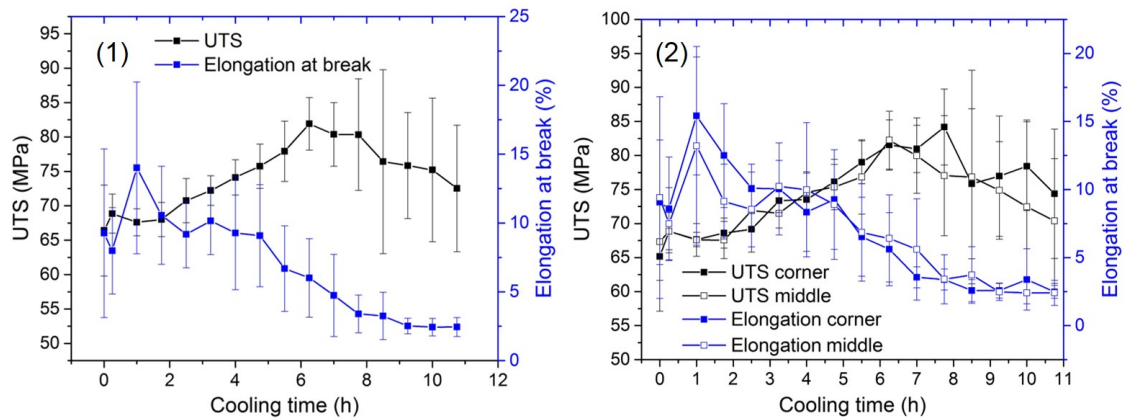 (1)
UTS
Elongation at break
UTS (MPa)
95
90
85
80
75
70
65
60
55
50
25
20
15
10
5
0
Elongation at break (%)
0 2 4 6 8 10 12
Cooling time (h)
(2)
UTS (MPa)
100
95
90
85
80
75
70
65
60
55
50
UTS corner
UTS middle
Elongation corner
Elongation middle
20
15
10
5
0
Elongation at break (%)
0 1 2 3 4 5 6 7 8 9 10 11
Cooling time (h)